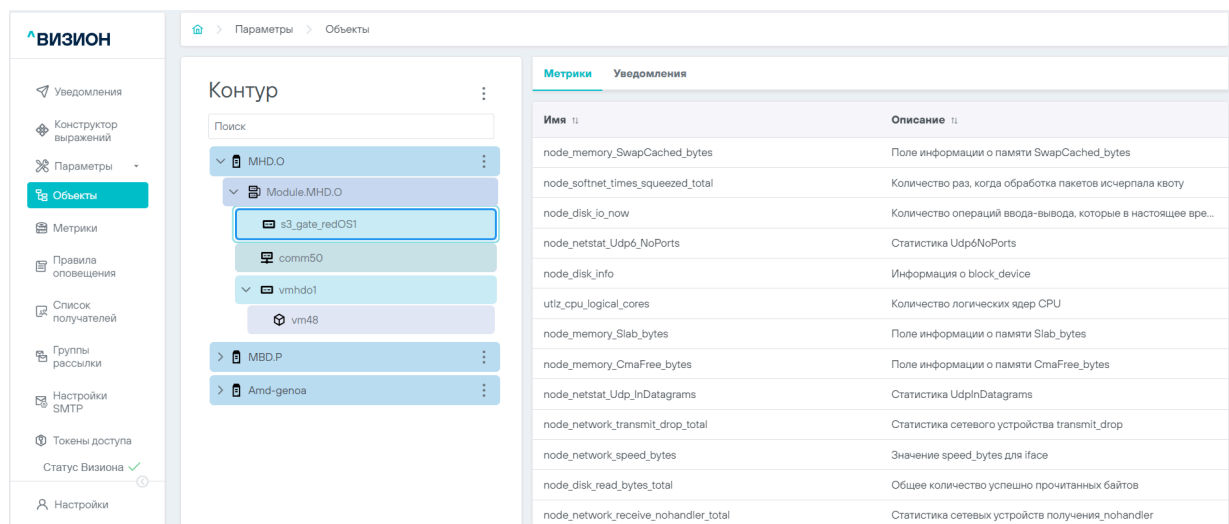 ^ВИЗИОН
Уведомления
Конструктор
выражений
Параметры
Объекты
Метрики
Правила
оповещения
Список
получателей
Группы
рассылки
Настройки
SMTP
Токены доступа
Статус Визиона
Настройки
Параметры > Объекты
Контур
Поиск
MHD.O
Module.MHD.O
s3_gate_redOS1
comm50
vmhdo1
vm48
MBD.P
Amd-genoa
Метрики Уведомления
Имя Описание
node_memory_SwapCached_bytes Поле информации о памяти SwapCached_bytes
node_softnet_times_squeezed_total Количество раз, когда обработка пакетов исчерпала квоту
node_disk_io_now Количество операций ввода-вывода, которые в настоящее вре...
node_netstat_Udp6_NoPorts Статистика Udp6NoPorts
node_disk_info Информация о block_device
utlz_cpu_logical_cores Количество логических ядер CPU
node_memory_Slab_bytes Поле информации о памяти Slab_bytes
node_memory_CmaFree_bytes Поле информации о памяти CmaFree_bytes
node_netstat_Udp_InDatagrams Статистика UdpInDatagrams
node_network_transmit_drop_total Статистика сетевого устройства transmit_drop
node_network_speed_bytes Значение speed_bytes для iface
node_disk_read_bytes_total Общее количество успешно прочитанных байтов
node_network_receive_nohandler_total Статистика сетевых устройств получения_nohandler